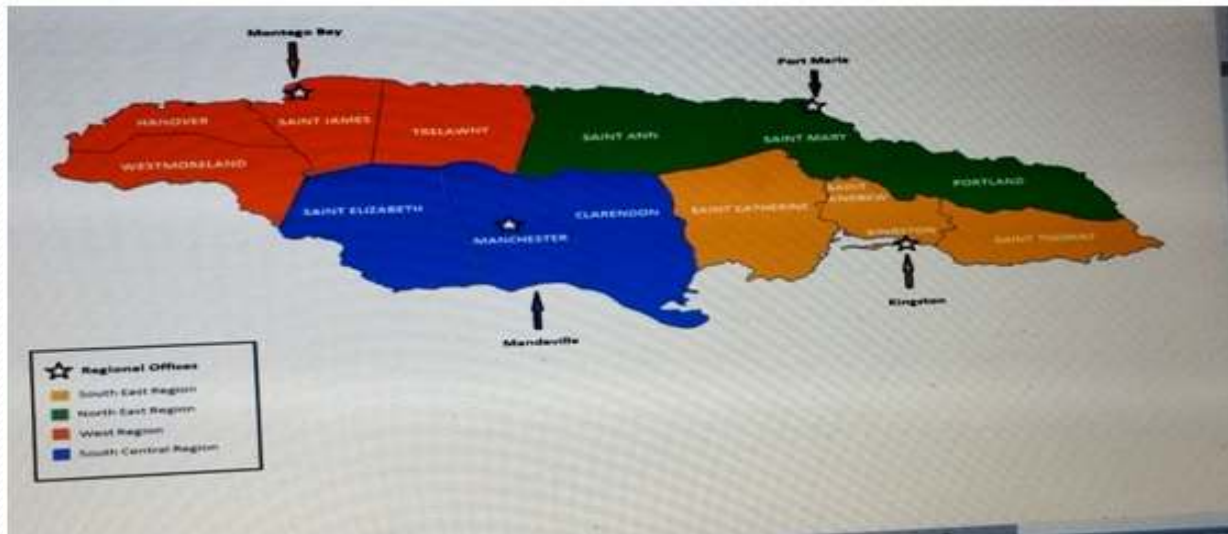 Montego Bay
Port Maria
HANOVER
SAINT JAMES
TRELAWNY
SAINT ANN
SAINT MARY
WESTMORELAND
PORTLAND
SAINT ELIZABETH
CLARENDON
SAINT CATHERINE
SAINT
ANDREW
MANCHESTER
KINGSTON
SAINT THOMAS
Kingston
Mandeville
Regional Offices
South East Region
North East Region
West Region
South Central Region